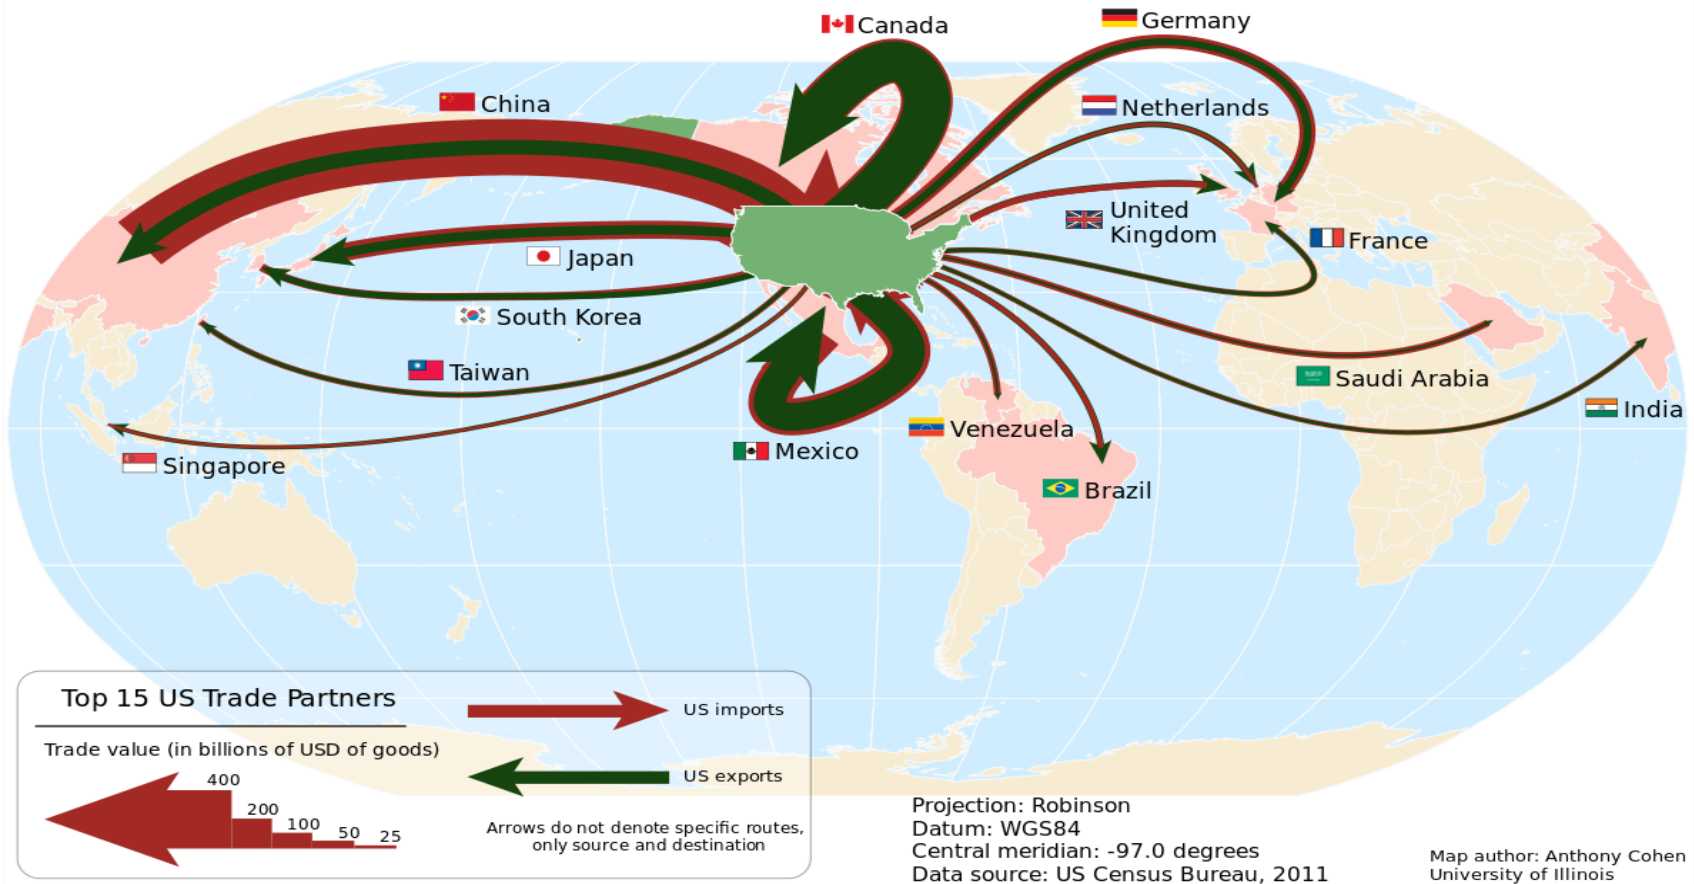 Canada
Germany
China
Netherlands
United
Kingdom
France
Japan
South Korea
Taiwan
Saudi Arabia
India
Venezuela
Mexico
Singapore
Brazil
Top 15 US Trade Partners
Trade value (in billions of USD of goods)
400
200
100
50
25
US imports
US exports
Arrows do not denote specific routes,
only source and destination
Projection: Robinson
Datum: WGS84
Central meridian: -97.0 degrees
Data source: US Census Bureau, 2011
Map author: Anthony Cohen
University of Illinois